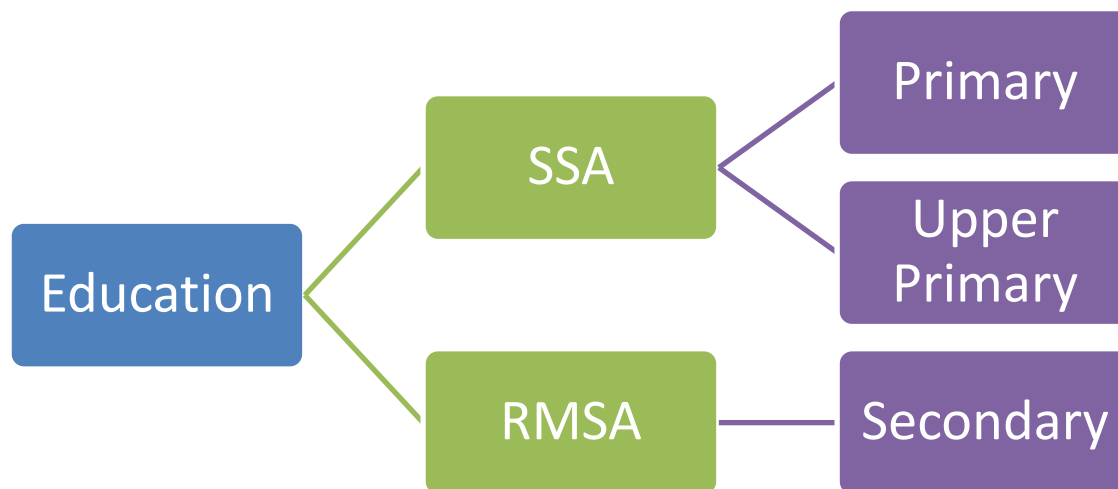 Education
SSA
RMSA
Primary
Upper
Primary
Secondary